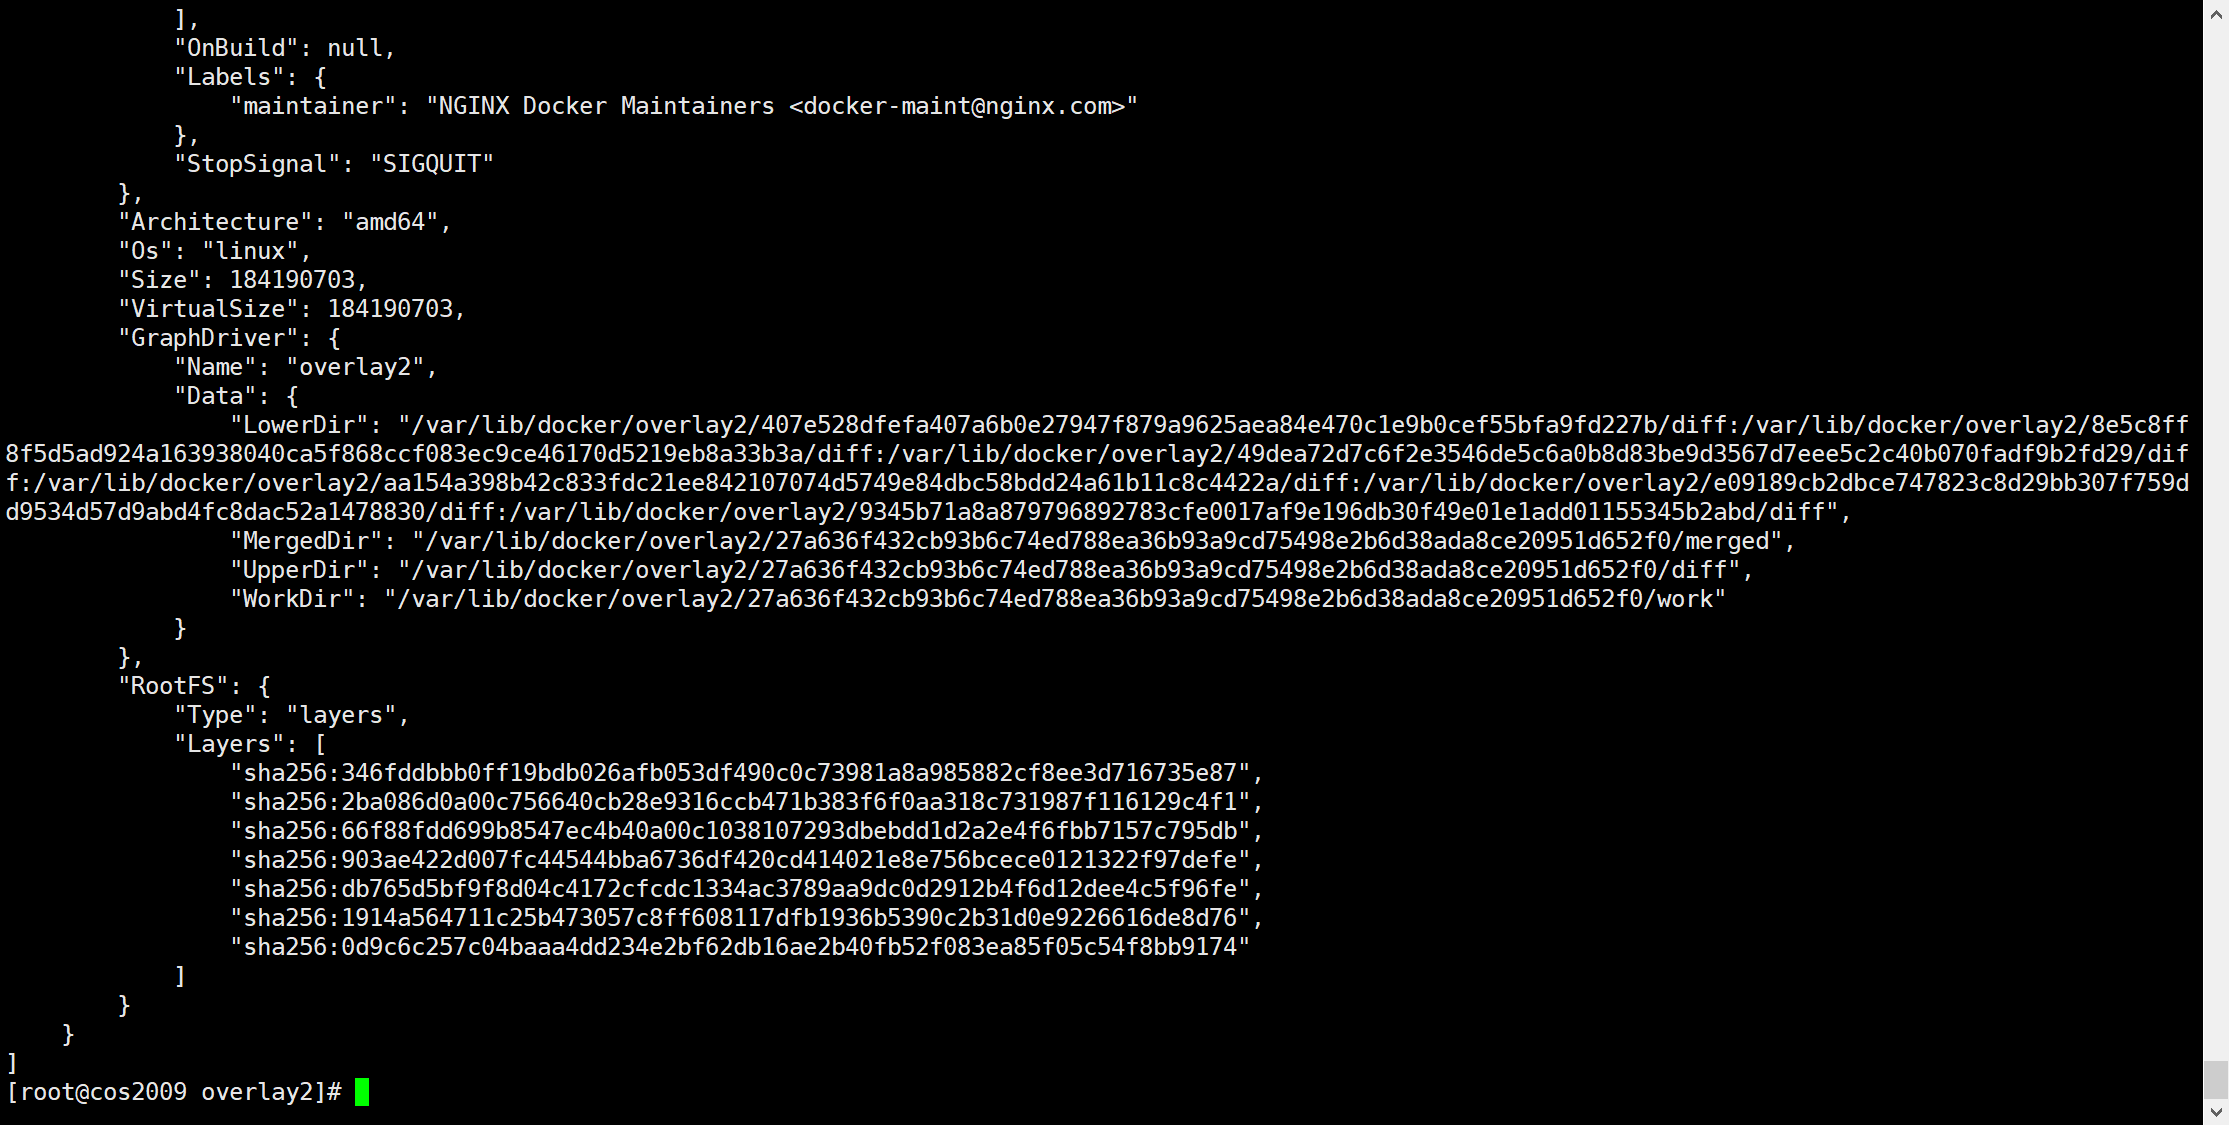 ],
            "OnBuild": null,
            "Labels": {
                "maintainer": "NGINX Docker Maintainers <docker-maint@nginx.com>"
            },
            "StopSignal": "SIGQUIT"
        },
        "Architecture": "amd64",
        "Os": "linux",
        "Size": 184190703,
        "VirtualSize": 184190703,
        "GraphDriver": {
            "Name": "overlay2",
            "Data": {
                "LowerDir": "/var/lib/docker/overlay2/407e528dfefa407a6b0e27947f879a9625aea84e470c1e9b0cef55bfa9fd227b/diff:/var/lib/docker/overlay2/8e5c8ff
8f5d5ad924a163938040ca5f868ccf083ec9ce46170d5219eb8a33b3a/diff:/var/lib/docker/overlay2/49dea72d7c6f2e3546de5c6a0b8d83be9d3567d7eee5c2c40b070fadf9b2fd29/dif
f:/var/lib/docker/overlay2/aa154a398b42c833fdc21ee842107074d5749e84dbc58bdd24a61b11c8c4422a/diff:/var/lib/docker/overlay2/e09189cb2dbce747823c8d29bb307f759d
d9534d57d9abd4fc8dac52a1478830/diff:/var/lib/docker/overlay2/9345b71a8a879796892783cfe0017af9e196db30f49e01e1add01155345b2abd/diff",
                "MergedDir": "/var/lib/docker/overlay2/27a636f432cb93b6c74ed788ea36b93a9cd75498e2b6d38ada8ce20951d652f0/merged",
                "UpperDir": "/var/lib/docker/overlay2/27a636f432cb93b6c74ed788ea36b93a9cd75498e2b6d38ada8ce20951d652f0/diff",
                "WorkDir": "/var/lib/docker/overlay2/27a636f432cb93b6c74ed788ea36b93a9cd75498e2b6d38ada8ce20951d652f0/work"
            }
        },
        "RootFS": {
            "Type": "layers",
            "Layers": [
                "sha256:346fddbbb0ff19bdb026afb053df490c0c73981a8a985882cf8ee3d716735e87",
                "sha256:2ba086d0a00c756640cb28e9316ccb471b383f6f0aa318c731987f116129c4f1",
                "sha256:66f88fdd699b8547ec4b40a00c1038107293dbebdd1d2a2e4f6fbb7157c795db",
                "sha256:903ae422d007fc44544bba6736df420cd414021e8e756bcece0121322f97defe",
                "sha256:db765d5bf9f8d04c4172cfcdc1334ac3789aa9dc0d2912b4f6d12dee4c5f96fe",
                "sha256:1914a564711c25b473057c8ff608117dfb1936b5390c2b31d0e9226616de8d76",
                "sha256:0d9c6c257c04baaa4dd234e2bf62db16ae2b40fb52f083ea85f05c54f8bb9174"
            ]
        }
    }
]
[root@cos2009 overlay2]#